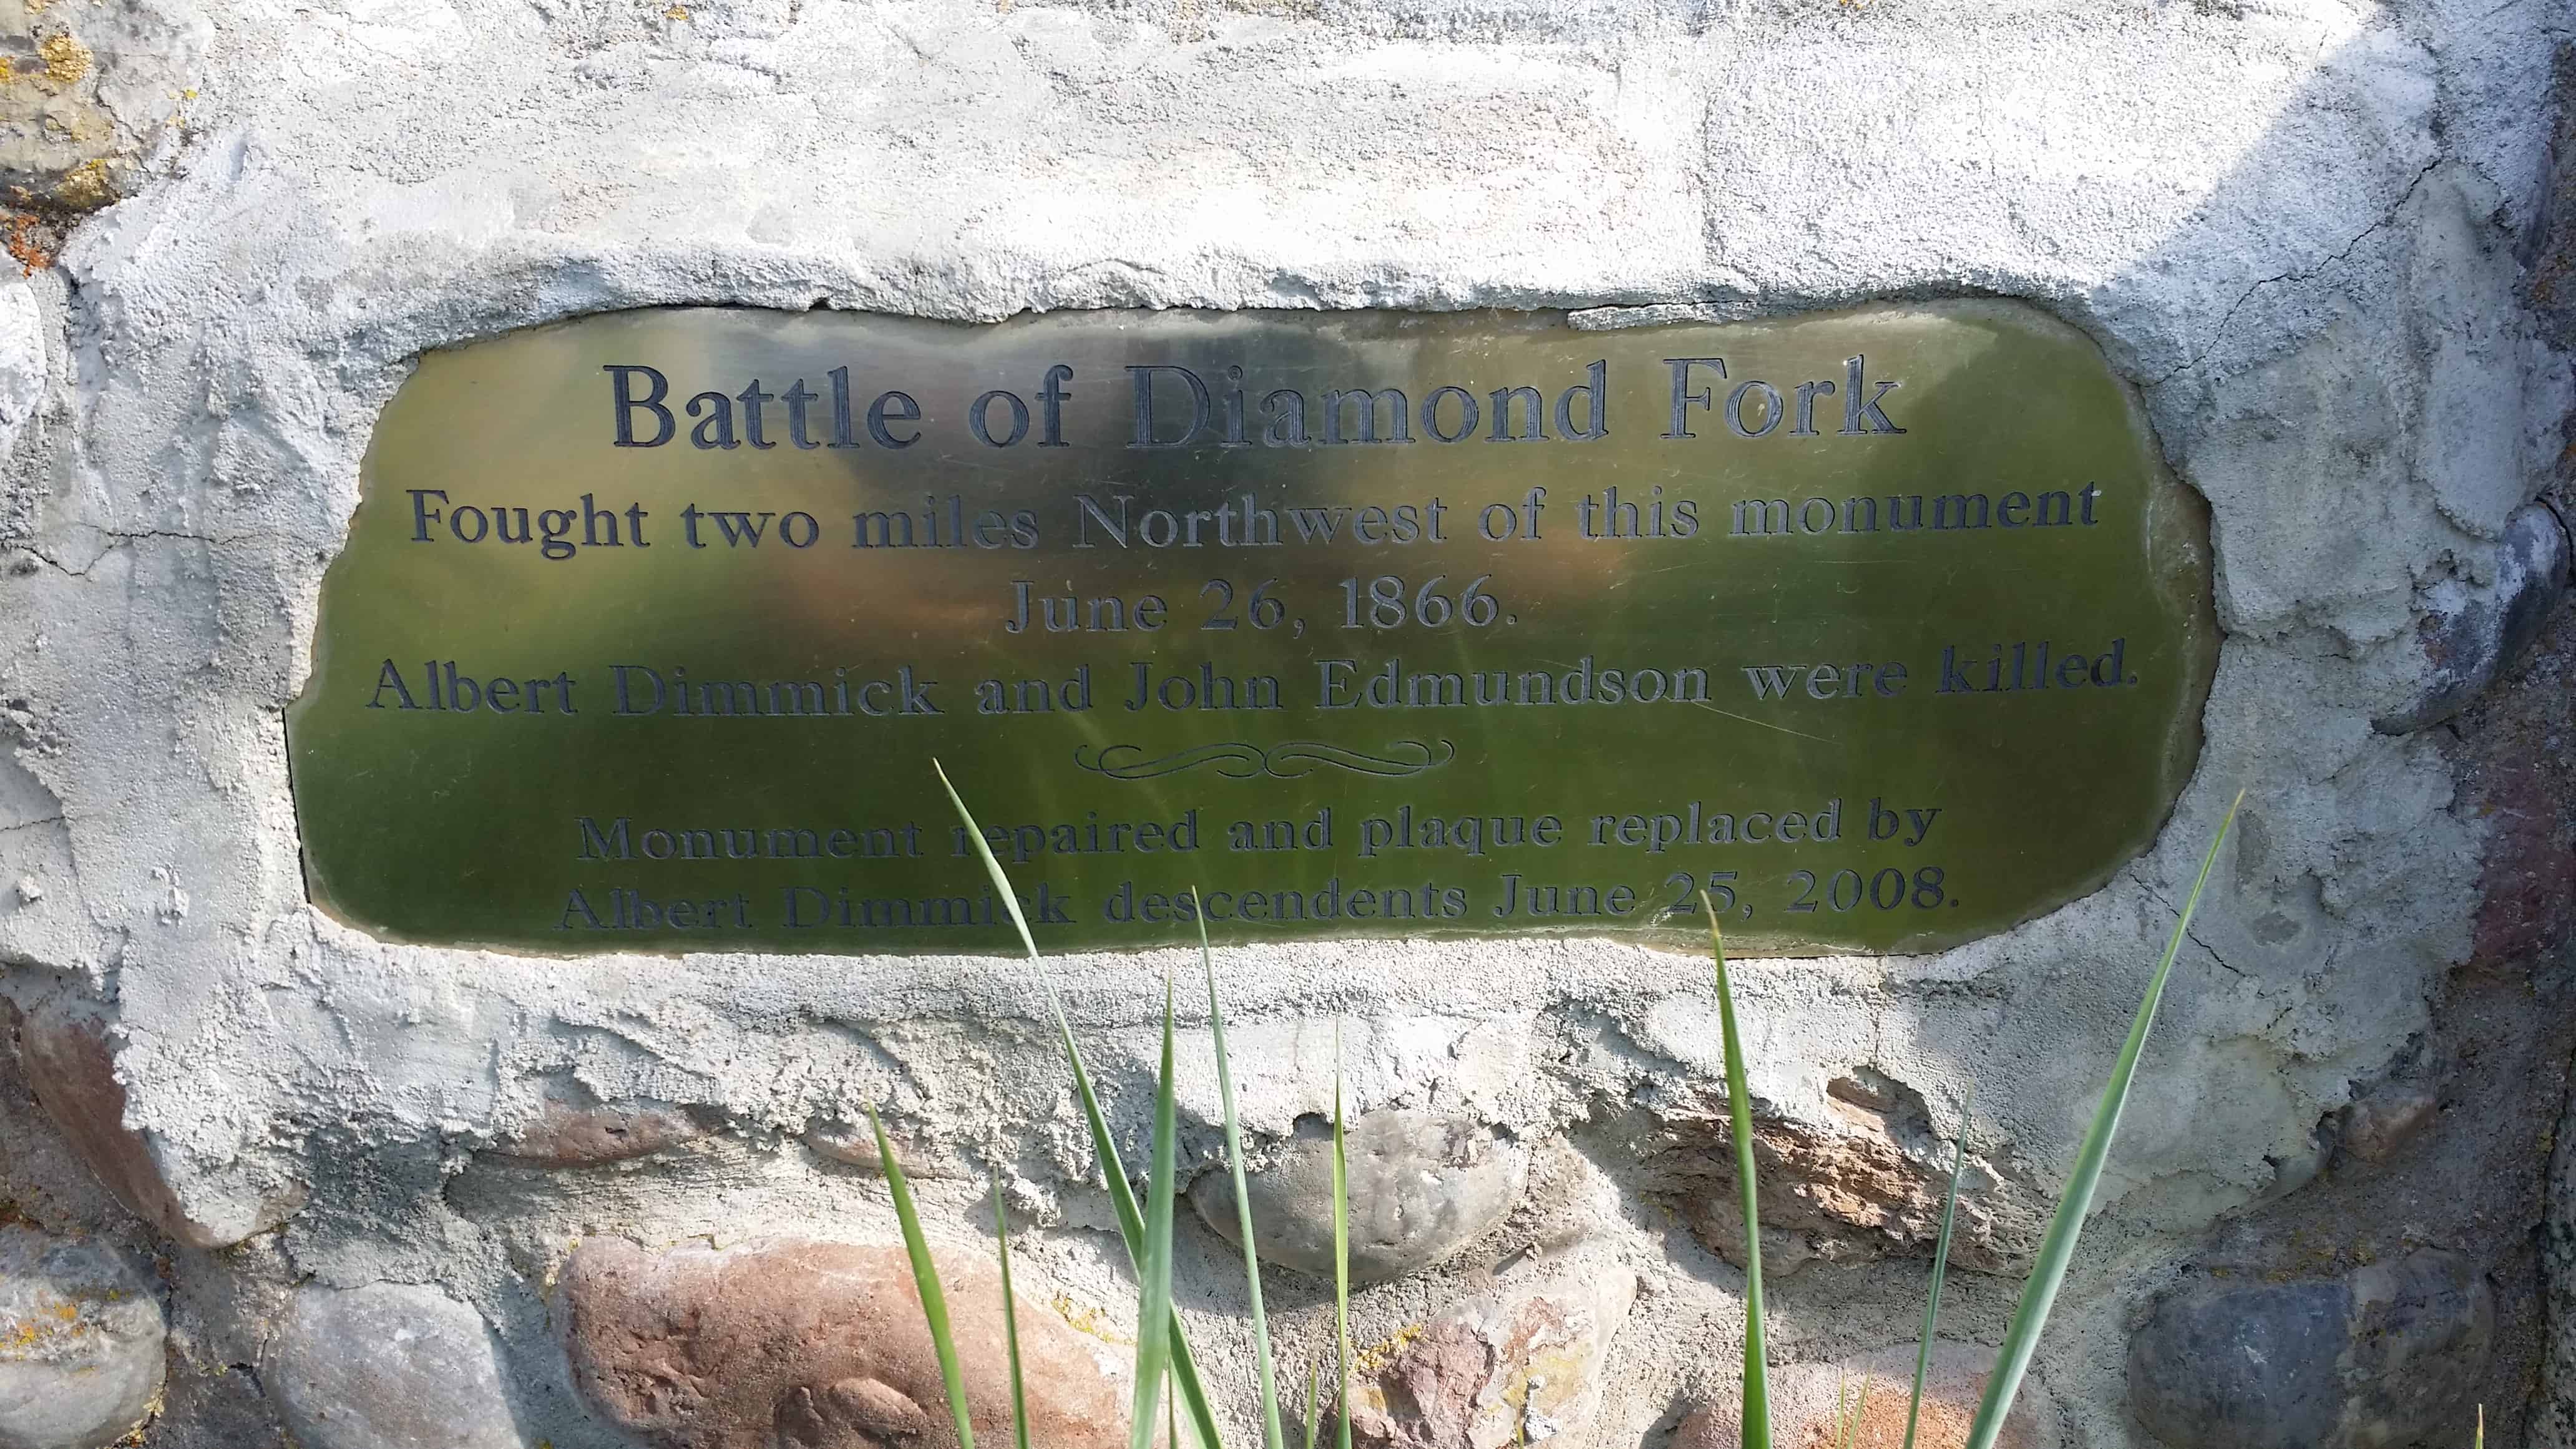 Battle of Diamond Fork
Fought two miles Northwest of this monument
June 26, 1866.
Albert Dimmick and John Edmundson were killed.
Monument repaired and plaque replaced by
Albert Dimmick descendents June 25, 2008.